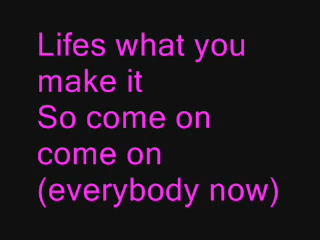 Lifes what you
make it
So come on
come on
(everybody now)